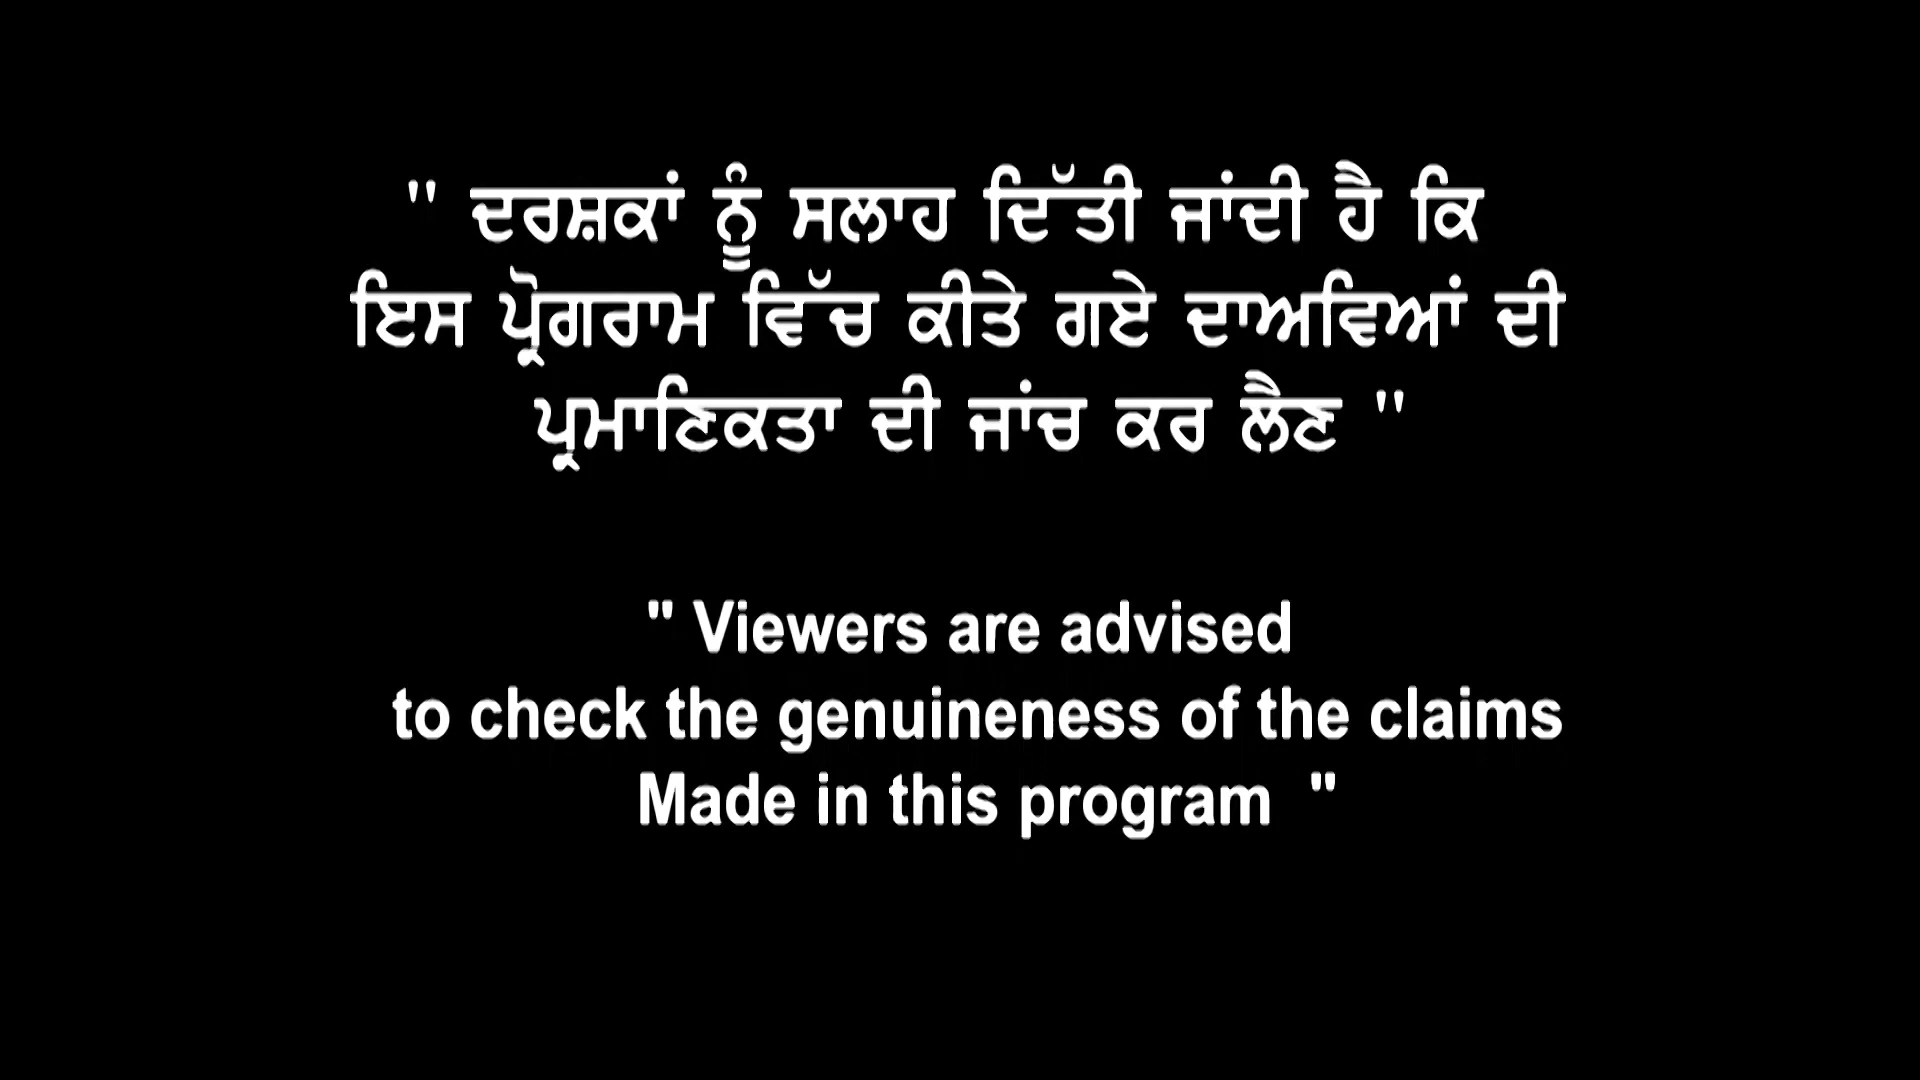 " ਦਰਸ਼ਕਾਂ ਨੂੰ ਸਲਾਹ ਦਿੱਤੀ ਜਾਂਦੀ ਹੈ ਕਿ
ਇਸ ਪ੍ਰੋਗਰਾਮ ਵਿੱਚ ਕੀਤੇ ਗਏ ਦਾਅਵਿਆਂ ਦੀ
ਪ੍ਰਮਾਣਿਕਤਾ ਦੀ ਜਾਂਚ ਕਰ ਲੈਣ "
" Viewers are advised
to check the genuineness of the claims
Made in this program "